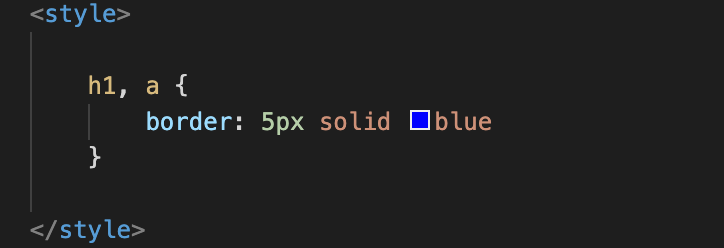 <style>
h1, a {
border: 5px solid blue
}
</style>